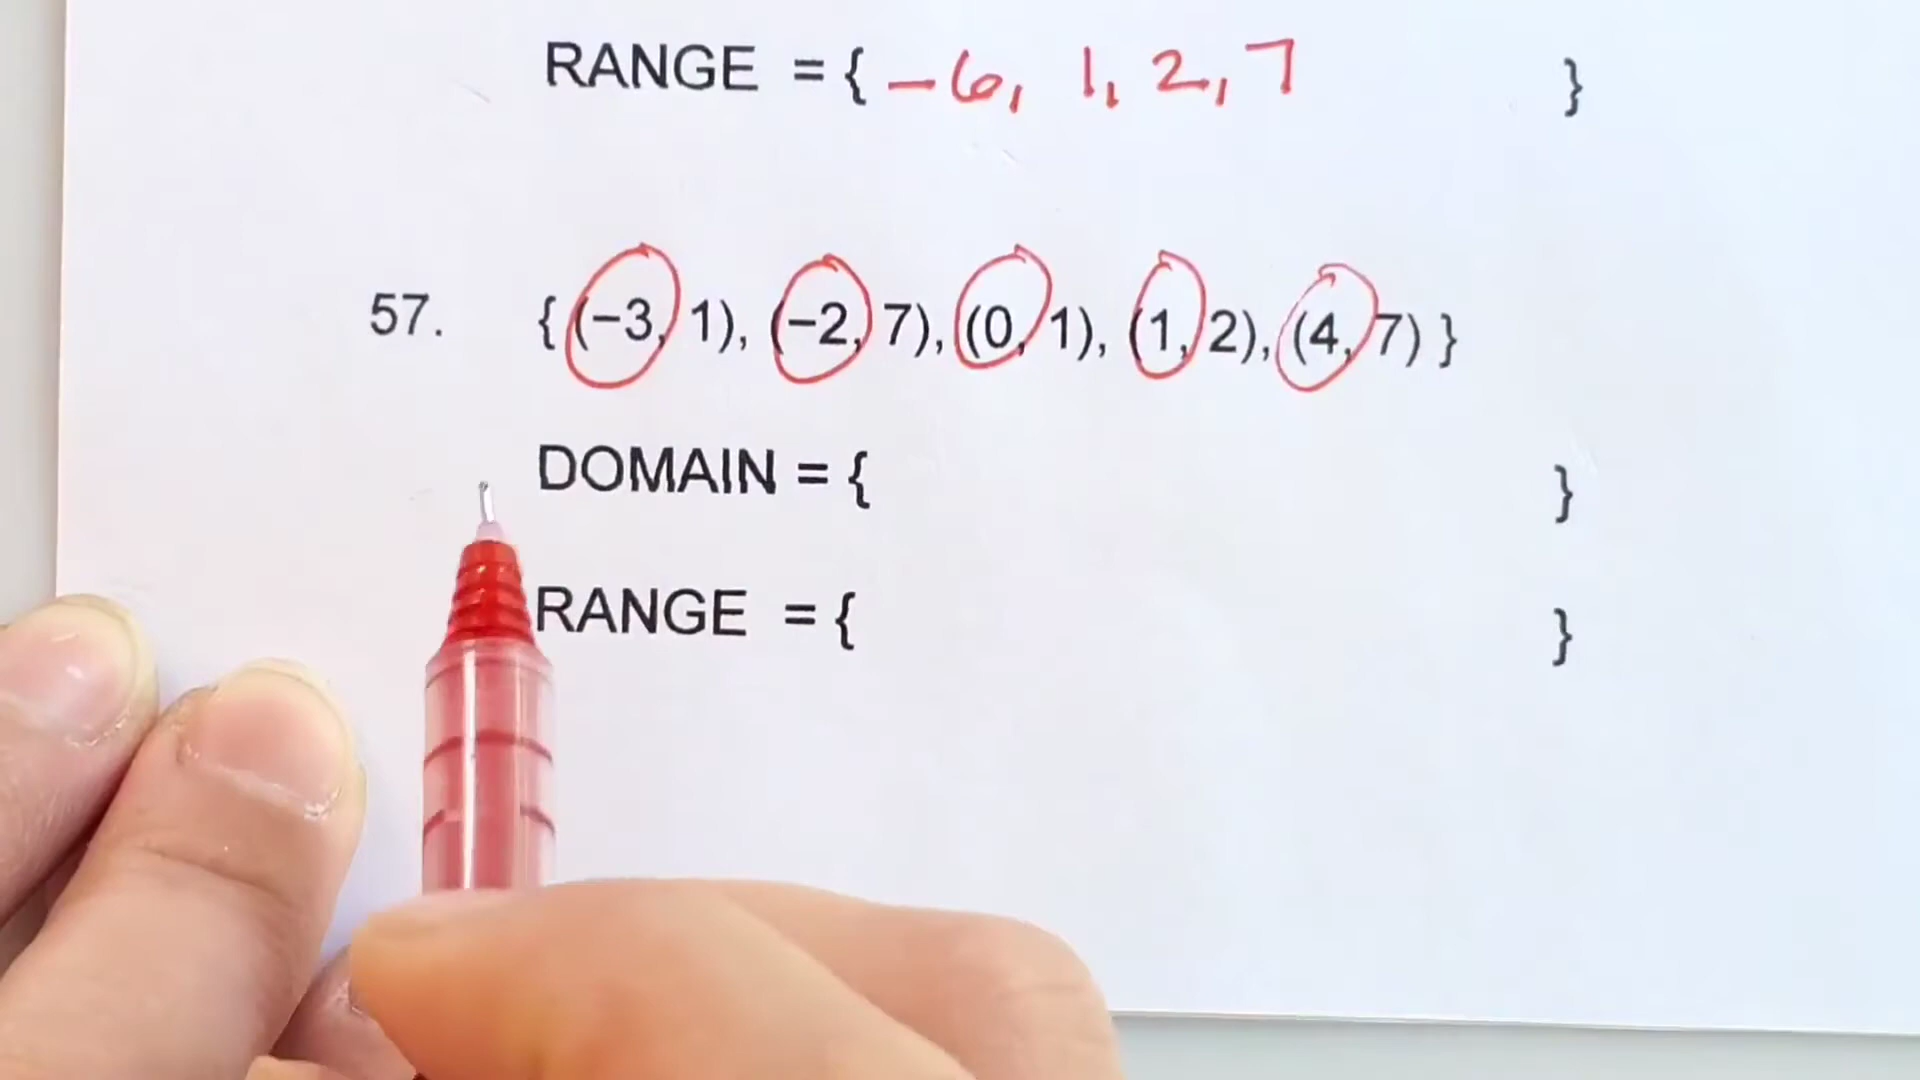 RANGE = { -6, 1, 2, 7 }
57. { (−3, 1), (−2, 7), (0, 1), (1, 2), (4, 7) }
DOMAIN = { }
RANGE = { }